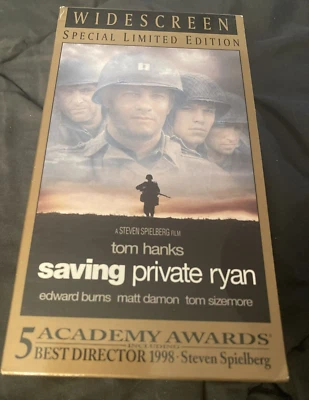 WIDESCREEN
SPECIAL LIMITED EDITION
A STEVEN SPIELBERG FILM
tom hanks
saving private ryan
edward burns matt damon tom sizemore
5 ACADEMY AWARDS®
INCLUDING
BEST DIRECTOR 1998 · Steven Spielberg